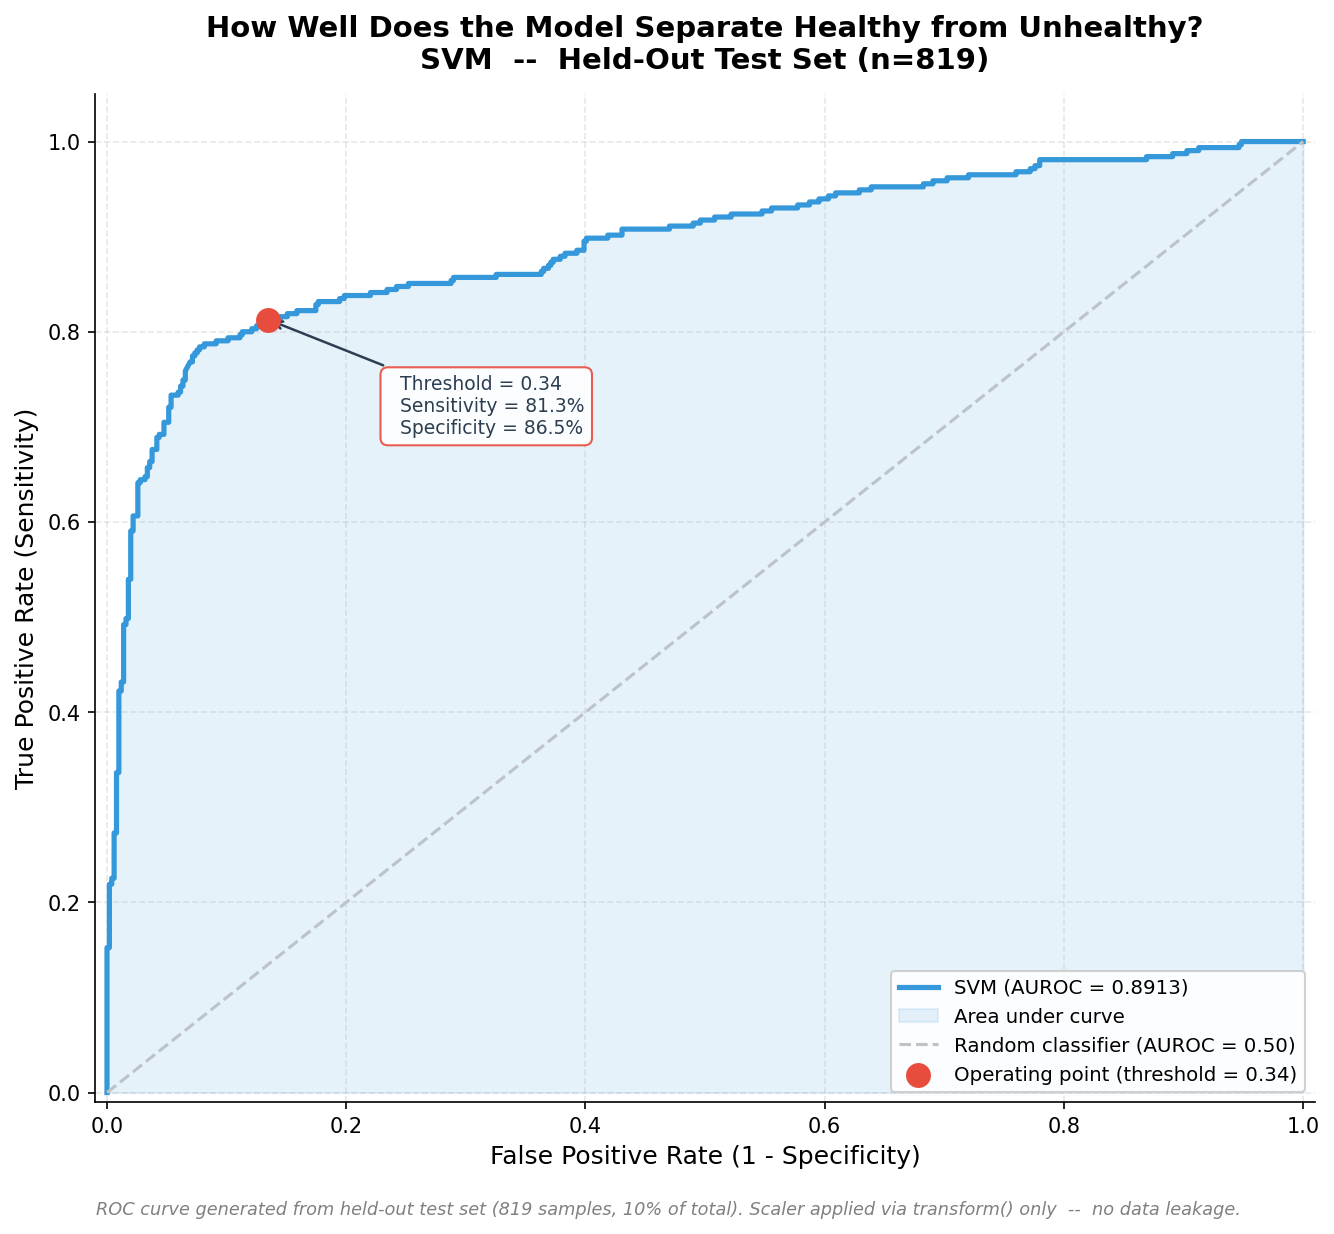 How Well Does the Model Separate Healthy from Unhealthy?
SVM  --  Held-Out Test Set (n=819)
True Positive Rate (Sensitivity)
1.0
0.8
0.6
0.4
0.2
0.0
Threshold = 0.34
Sensitivity = 81.3%
Specificity = 86.5%
SVM (AUROC = 0.8913)
Area under curve
Random classifier (AUROC = 0.50)
Operating point (threshold = 0.34)
0.0 0.2 0.4 0.6 0.8 1.0
False Positive Rate (1 - Specificity)
ROC curve generated from held-out test set (819 samples, 10% of total). Scaler applied via transform() only  --  no data leakage.